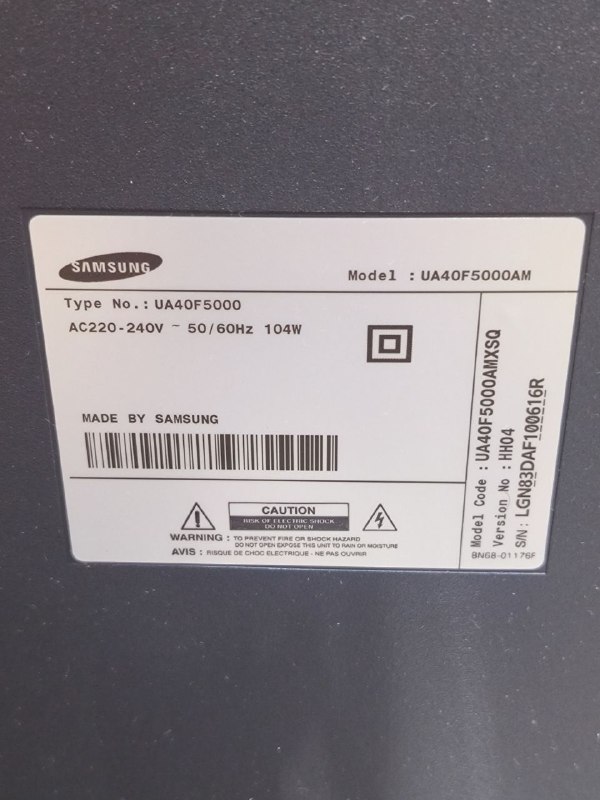 SAMSUNG
Model : UA40F5000AM
Type No.: UA40F5000
AC220-240V ~ 50/60Hz 104W
MADE BY SAMSUNG
CAUTION
RISK OF ELECTRIC SHOCK
DO NOT OPEN
WARNING : TO PREVENT FIRE OR SHOCK HAZARD
DO NOT OPEN EXPOSE THIS UNIT TO RAIN OR MOISTURE
AVIS : RISQUE DE CHOC ELECTRIQUE - NE PAS OUVRIR
Model Code : UA40F5000AMXSQ
Version No : HH04
S/N: LGN83DAF100616R
BN68-01176F